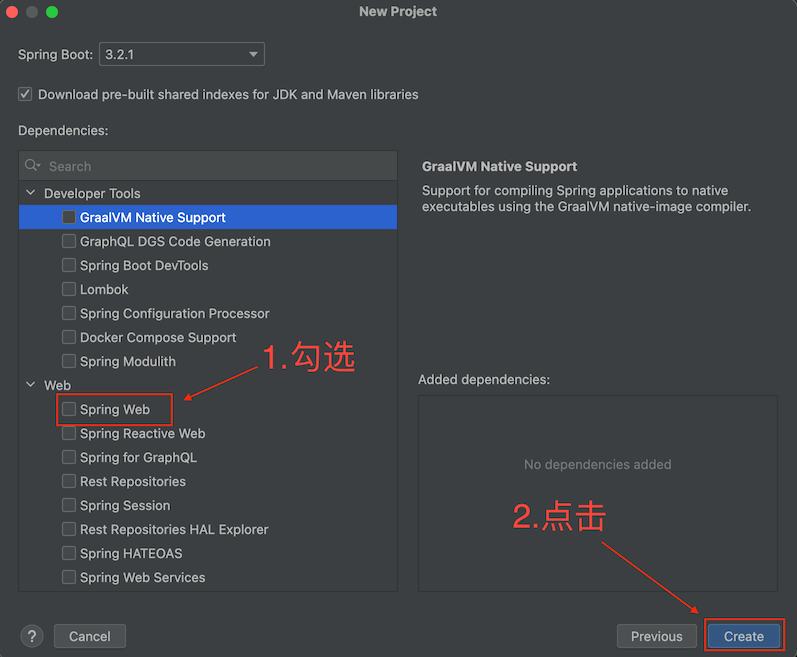 New Project
Spring Boot: 3.2.1
Download pre-built shared indexes for JDK and Maven libraries
Dependencies:
Search
Developer Tools
GraalVM Native Support
GraphQL DGS Code Generation
Spring Boot DevTools
Lombok
Spring Configuration Processor
Docker Compose Support
Spring Modulith
1.勾选
Web
Spring Web
Spring Reactive Web
Spring for GraphQL
Rest Repositories
Spring Session
Rest Repositories HAL Explorer
Spring HATEOAS
Spring Web Services
GraalVM Native Support
Support for compiling Spring applications to native
executables using the GraalVM native-image compiler.
Added dependencies:
No dependencies added
2.点击
?
Cancel
Previous
Create